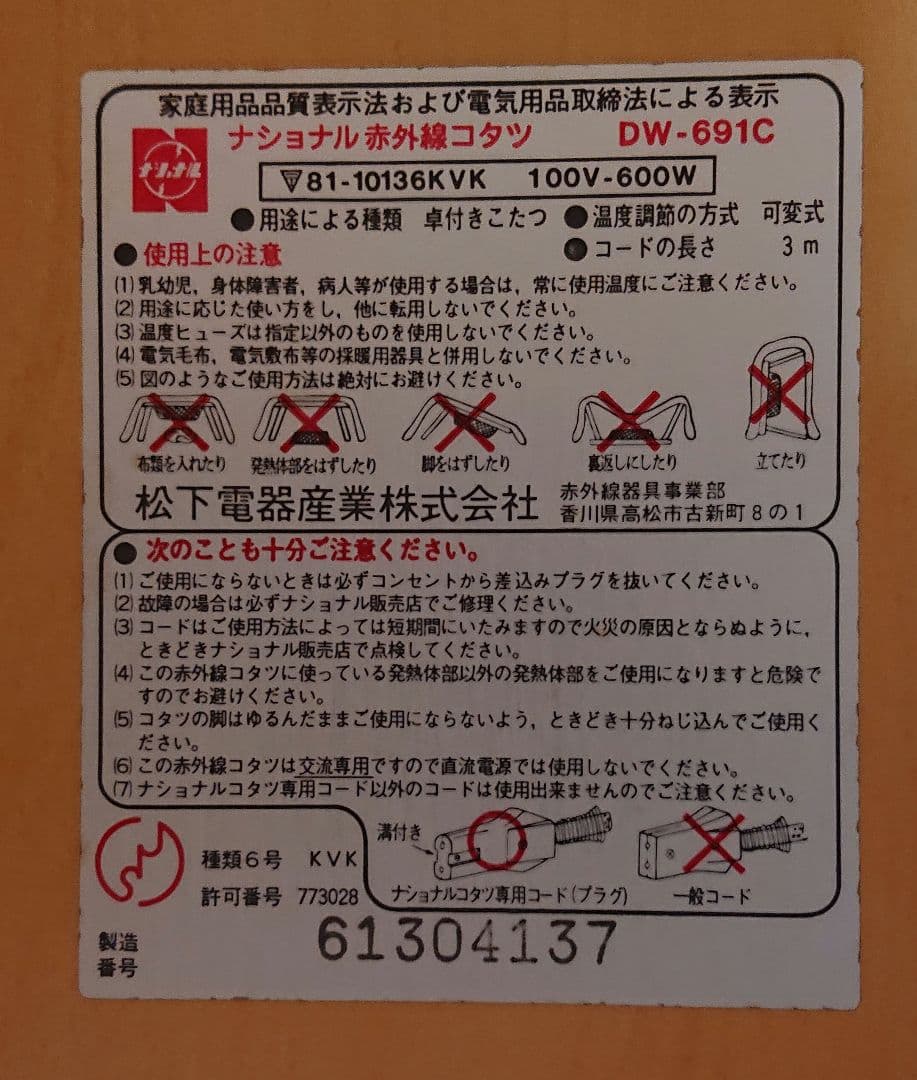 家庭用品品質表示法および電気用品取締法による表示
ナショナル
ナショナル赤外線コタツ DW-691C
81-10136KVK 100V-600W
●用途による種類 卓付きこたつ ●温度調節の方式 可変式
●使用上の注意 ●コードの長さ 3m
(1)乳幼児，身体障害者，病人等が使用する場合は，常に使用温度にご注意ください。
(2)用途に応じた使い方をし，他に転用しないでください。
(3)温度ヒューズは指定以外のものを使用しないでください。
(4)電気毛布，電気敷布等の採暖用器具と併用しないでください。
(5)図のようなご使用方法は絶対にお避けください。
布類を入れたり 発熱体部をはずしたり 脚をはずしたり 裏返しにしたり 立てたり
松下電器産業株式会社 赤外線器具事業部
香川県高松市古新町8の1
●次のことも十分ご注意ください。
(1)ご使用にならないときは必ずコンセントから差込みプラグを抜いてください。
(2)故障の場合は必ずナショナル販売店でご修理ください。
(3)コードはご使用方法によっては短期間にいたみますので火災の原因とならぬように，
ときどきナショナル販売店で点検してください。
(4)この赤外線コタツに使っている発熱体部以外の発熱体部をご使用になりますと危険で
すのでお避けください。
(5)コタツの脚はゆるんだままご使用にならないよう，ときどき十分ねじ込んでご使用く
ださい。
(6)この赤外線コタツは交流専用ですので直流電源では使用しないでください。
(7)ナショナルコタツ専用コード以外のコードは使用出来ませんのでご注意ください。
溝付き
種類6号 KVK
許可番号 773028
ナショナルコタツ専用コード(プラグ) 一般コード
製造
番号 61304137